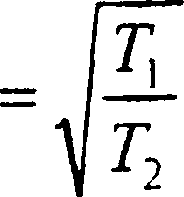 = √(T₁/T₂)